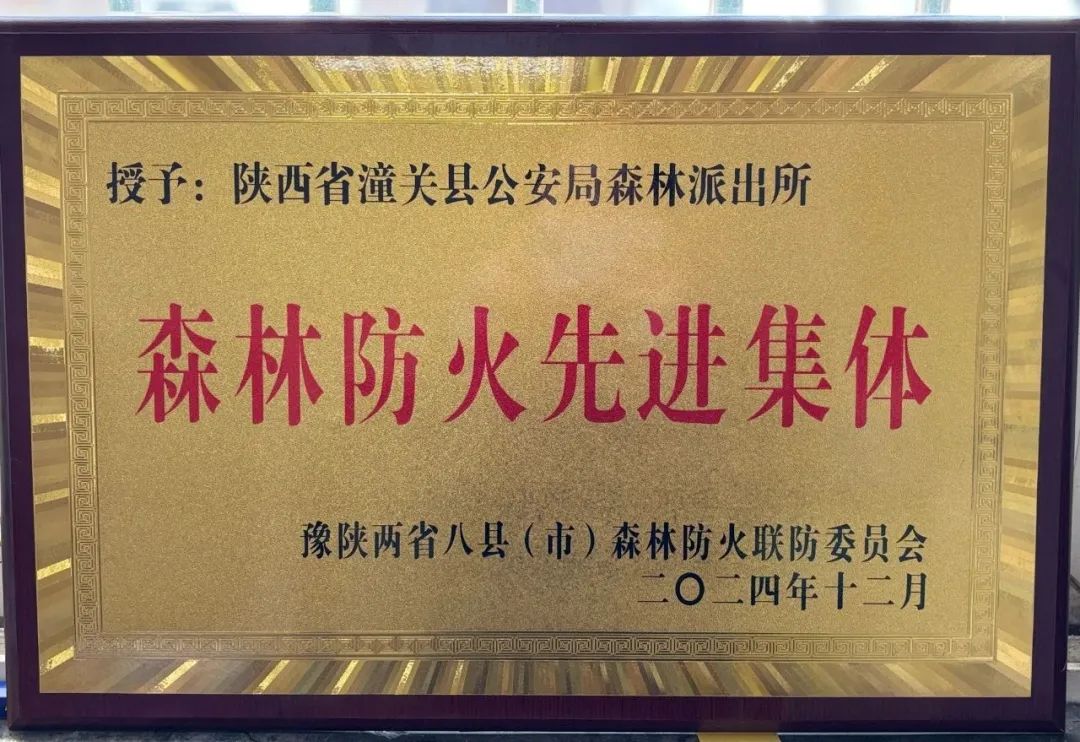 授予：陕西省潼关县公安局森林派出所
森林防火先进集体
豫陕两省八县（市）森林防火联防委员会
二〇二四年十二月